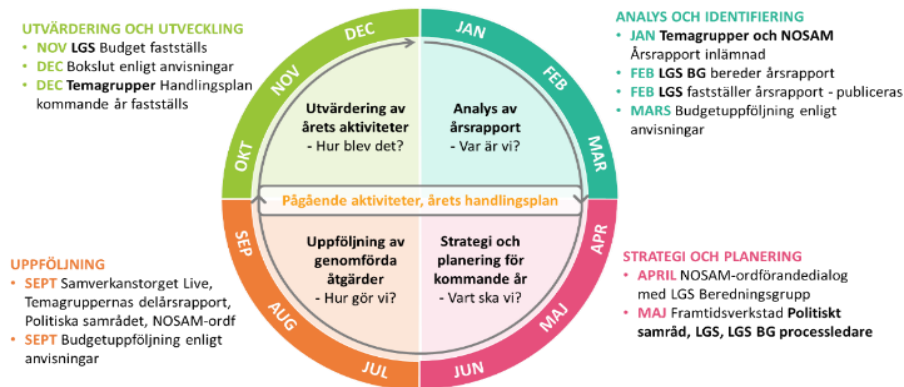 UTVÄRDERING OCH UTVECKLING
• NOV LGS Budget fastställs
• DEC Bokslut enligt anvisningar
• DEC Temagrupper Handlingsplan
kommande år fastställs
ANALYS OCH IDENTIFIERING
• JAN Temagrupper och NOSAM
Årsrapport inlämnad
• FEB LGS BG bereder årsrapport
• FEB LGS fastställer årsrapport - publiceras
• MARS Budgetuppföljning enligt
anvisningar
OKT
NOV
DEC
JAN
FEB
MAR
Utvärdering av
årets aktiviteter
- Hur blev det?
Analys av
årsrapport
- Var är vi?
Pågående aktiviteter, årets handlingsplan
Uppföljning av
genomförda
åtgärder
- Hur gör vi?
Strategi och
planering för
kommande år
- Vart ska vi?
SEP
AUG
JUL
JUN
MAJ
APR
UPPFÖLJNING
• SEPT Samverkanstorget Live,
Temagruppernas delårsrapport,
Politiska samrådet, NOSAM-ordf
• SEPT Budgetuppföljning enligt
anvisningar
STRATEGI OCH PLANERING
• APRIL NOSAM-ordförandedialog
med LGS Beredningsgrupp
• MAJ Framtidsverkstad Politiskt
samråd, LGS, LGS BG processledare